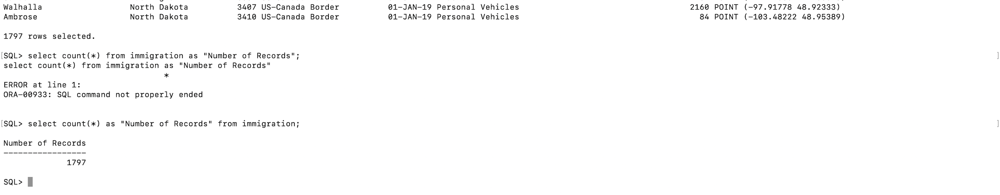 Walhalla North Dakota 3407 US-Canada Border 01-JAN-19 Personal Vehicles 2160 POINT (-97.91778 48.92333)
Ambrose North Dakota 3410 US-Canada Border 01-JAN-19 Personal Vehicles 84 POINT (-103.48222 48.95389)
1797 rows selected.
[SQL> select count(*) from immigration as "Number of Records"; ]
select count(*) from immigration as "Number of Records"
*
ERROR at line 1:
ORA-00933: SQL command not properly ended
[SQL> select count(*) as "Number of Records" from immigration; ]
Number of Records
-----------------
1797
SQL>